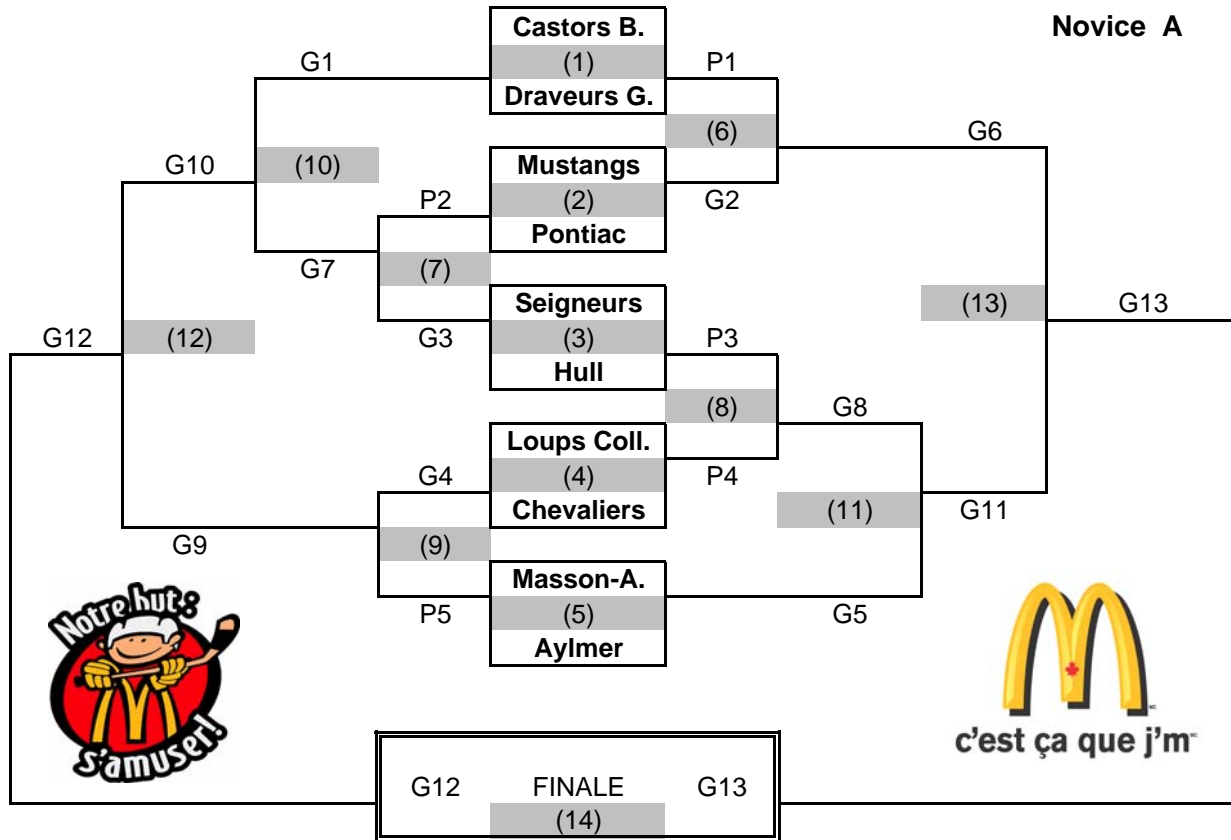 Castors B.
Novice A
G1
(1)
P1
Draveurs G.
(6)
G6
G10
(10)
Mustangs
P2
(2)
G2
Pontiac
G7
(7)
Seigneurs
(13)
G13
G12
(12)
G3
(3)
P3
Hull
(8)
G8
Loups Coll.
G4
(4)
P4
Chevaliers
(11)
G11
G9
(9)
Masson-A.
P5
(5)
G5
Aylmer
Notre but :
s'amuser!
c'est ça que j'm
G12 FINALE G13
(14)